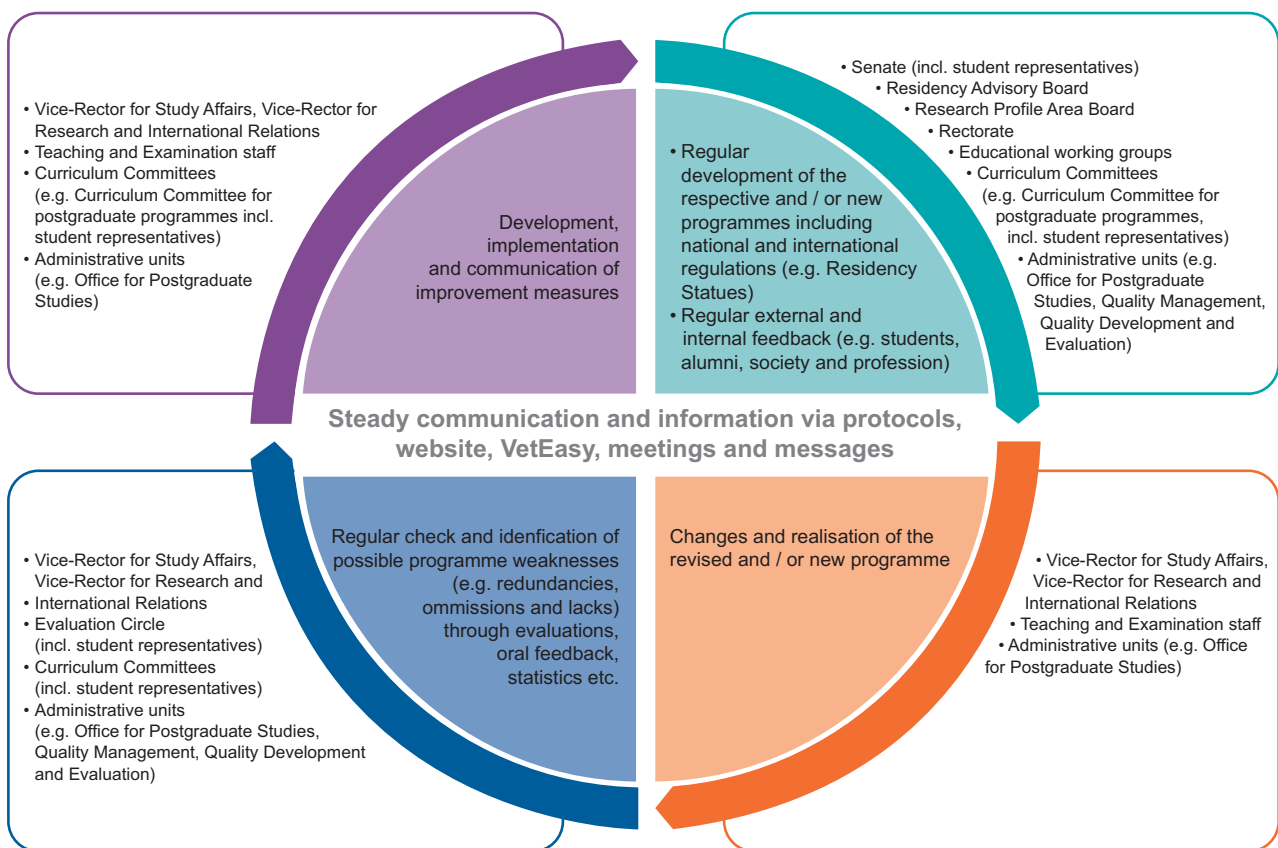 • Vice-Rector for Study Affairs, Vice-Rector for
Research and International Relations
• Teaching and Examination staff
• Curriculum Committees
(e.g. Curriculum Committee for
postgraduate programmes incl.
student representatives)
• Administrative units
(e.g. Office for Postgraduate
Studies)
Development,
implementation
and communication of
improvement measures
• Regular
development of the
respective and / or new
programmes including
national and international
regulations (e.g. Residency
Statues)
• Regular external and
internal feedback (e.g. students,
alumni, society and profession)
• Senate (incl. student representatives)
• Residency Advisory Board
• Research Profile Area Board
• Rectorate
• Educational working groups
• Curriculum Committees
(e.g. Curriculum Committee for
postgraduate programmes,
incl. student representatives)
• Administrative units (e.g.
Office for Postgraduate
Studies, Quality Management,
Quality Development and
Evaluation)
Steady communication and information via protocols,
website, VetEasy, meetings and messages
• Vice-Rector for Study Affairs,
Vice-Rector for Research and
• International Relations
• Evaluation Circle
(incl. student representatives)
• Curriculum Committees
(incl. student representatives)
• Administrative units
(e.g. Office for Postgraduate Studies,
Quality Management, Quality Development
and Evaluation)
Regular check and idenfication of
possible programme weaknesses
(e.g. redundancies,
ommissions and lacks)
through evaluations,
oral feedback,
statistics etc.
Changes and realisation of the
revised and / or new programme
• Vice-Rector for Study Affairs,
Vice-Rector for Research and
International Relations
• Teaching and Examination staff
• Administrative units (e.g. Office
for Postgraduate Studies)